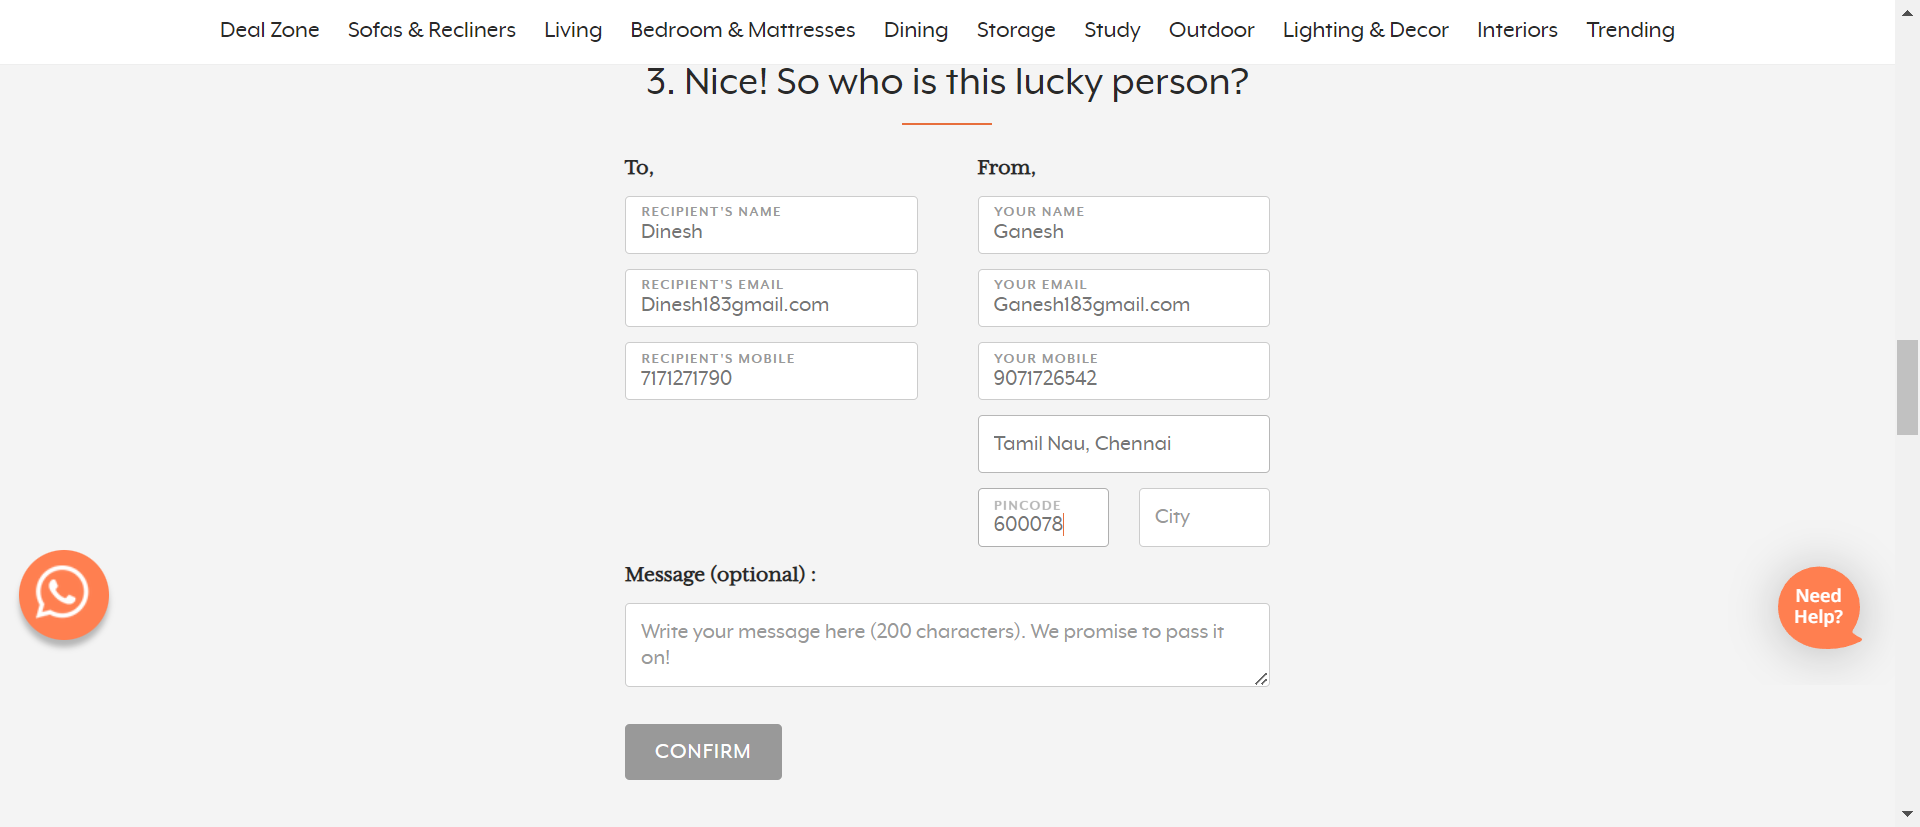 Deal Zone Sofas & Recliners Living Bedroom & Mattresses Dining Storage Study Outdoor Lighting & Decor Interiors Trending
3. Nice! So who is this lucky person?
To,
RECIPIENT'S NAME
Dinesh
RECIPIENT'S EMAIL
Dinesh183gmail.com
RECIPIENT'S MOBILE
7171271790
From,
YOUR NAME
Ganesh
YOUR EMAIL
Ganesh183gmail.com
YOUR MOBILE
9071726542
Tamil Nau, Chennai
PINCODE
600078
City
Message (optional) :
Write your message here (200 characters). We promise to pass it
on!
CONFIRM
Need
Help?